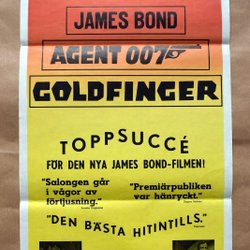 JAMES BOND
AGENT 007
GOLDFINGER
TOPPSUCCÉ
FÖR DEN NYA JAMES BOND-FILMEN!
"Salongen går
i vågor av
förtjusning."
"Premiärpubliken
var hänryckt."
"DEN BÄSTA HITINTILLS."